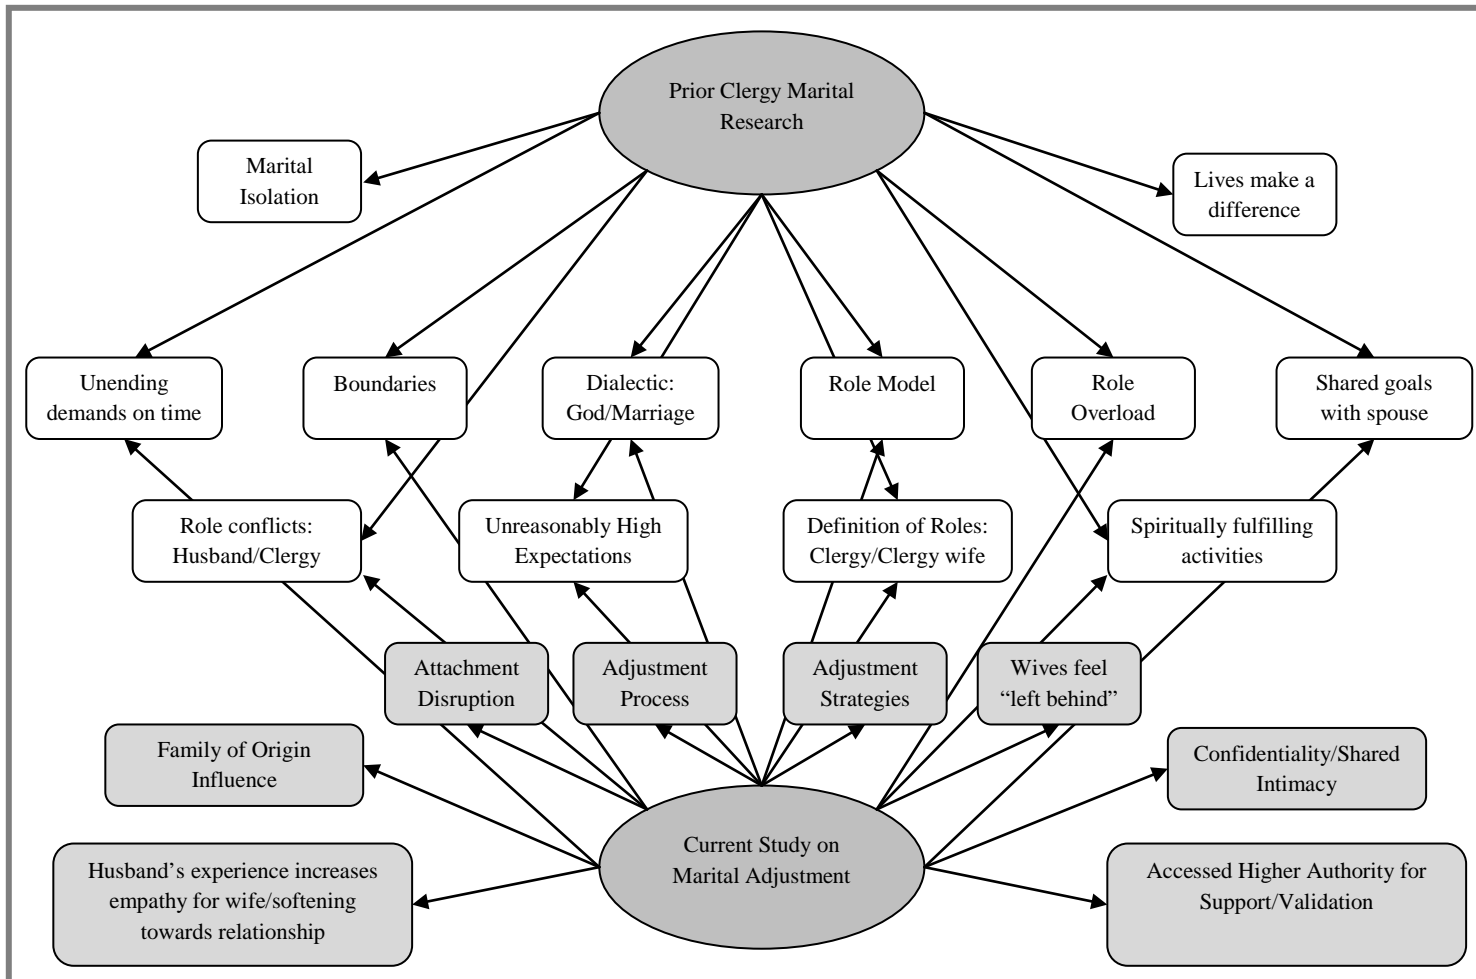 Prior Clergy Marital
Research
Marital
Isolation
Lives make a
difference
Unending
demands on time
Boundaries
Dialectic:
God/Marriage
Role Model
Role
Overload
Shared goals
with spouse
Role conflicts:
Husband/Clergy
Unreasonably High
Expectations
Definition of Roles:
Clergy/Clergy wife
Spiritually fulfilling
activities
Attachment
Disruption
Adjustment
Process
Adjustment
Strategies
Wives feel
“left behind”
Family of Origin
Influence
Confidentiality/Shared
Intimacy
Current Study on
Marital Adjustment
Husband’s experience increases
empathy for wife/softening
towards relationship
Accessed Higher Authority for
Support/Validation